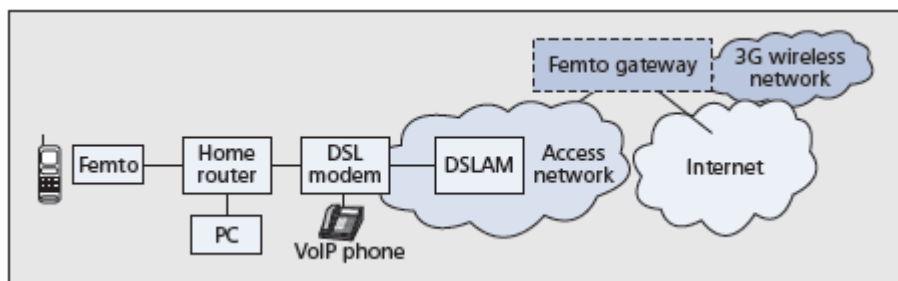 Femto gateway
3G wireless
network
Femto
Home
router
DSL
modem
DSLAM
Access
network
Internet
PC
VoIP phone